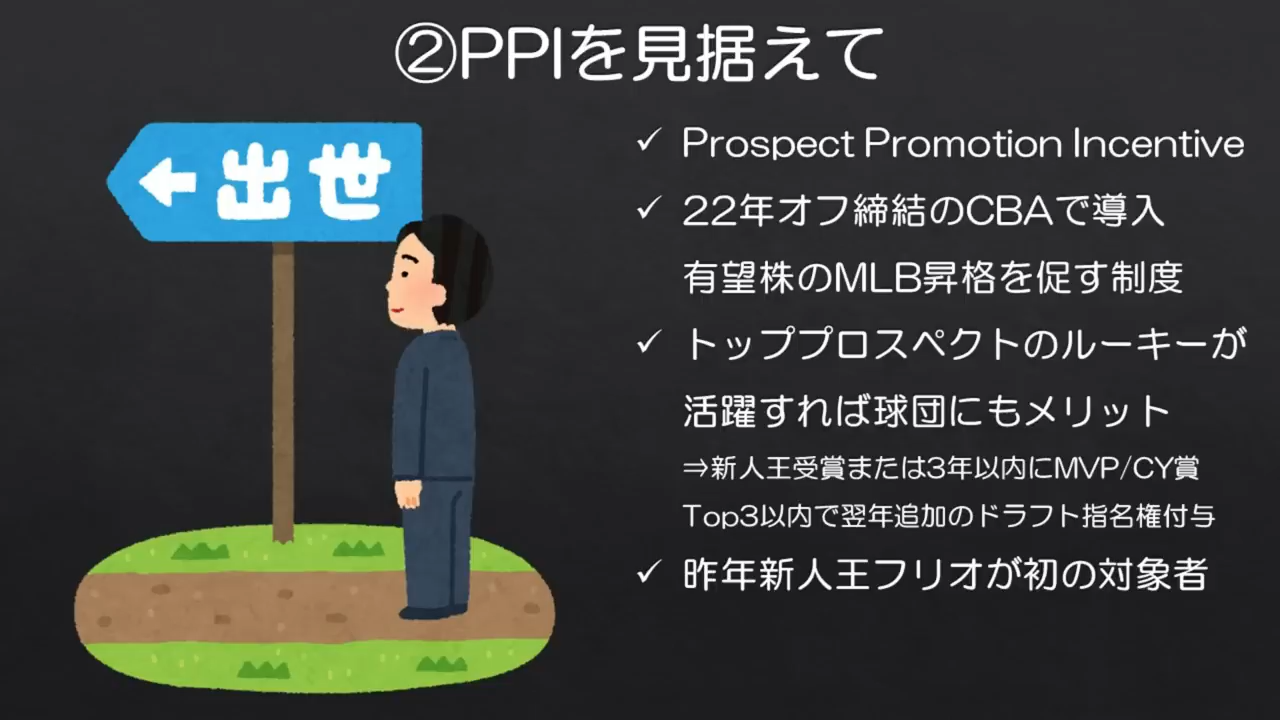 ②PPIを見据えて
←出世
✓ Prospect Promotion Incentive
✓ 22年オフ締結のCBAで導入
有望株のMLB昇格を促す制度
✓ トッププロスペクトのルーキーが
活躍すれば球団にもメリット
⇒新人王受賞または3年以内にMVP/CY賞
Top3以内で翌年追加のドラフト指名権付与
✓ 昨年新人王フリオが初の対象者